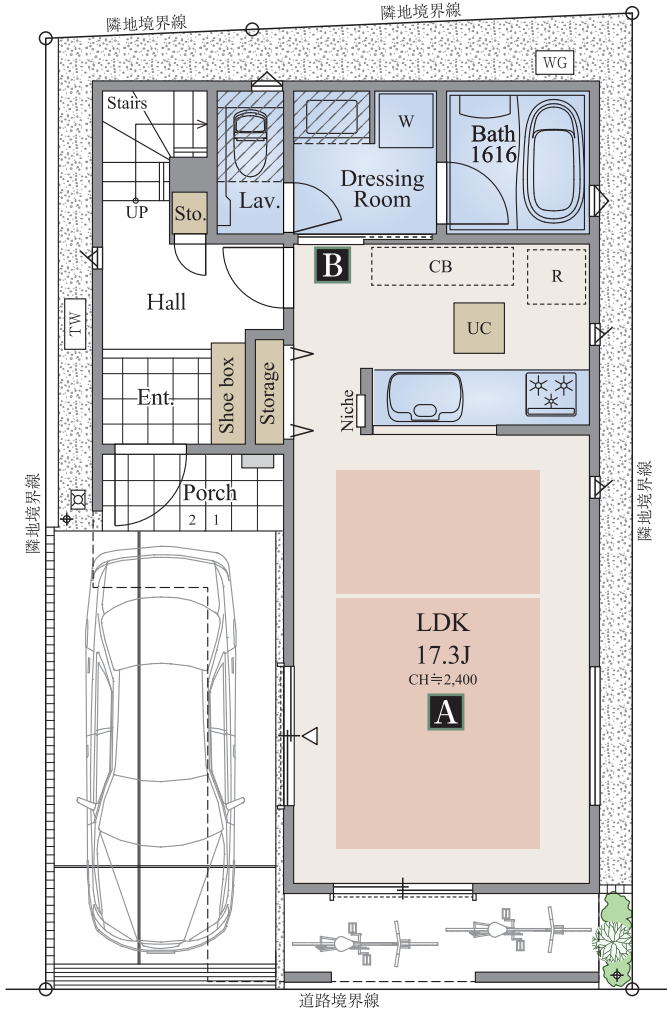 隣地境界線
隣地境界線
WG
Stairs
W
Bath
1616
Dressing
Room
Lav.
Sto.
UP
B
CB
R
Hall
TW
UC
Ent.
Shoe box
Storage
Niche
隣地境界線
隣地境界線
Porch
2 1
LDK
17.3J
CH≒2,400
A
道路境界線